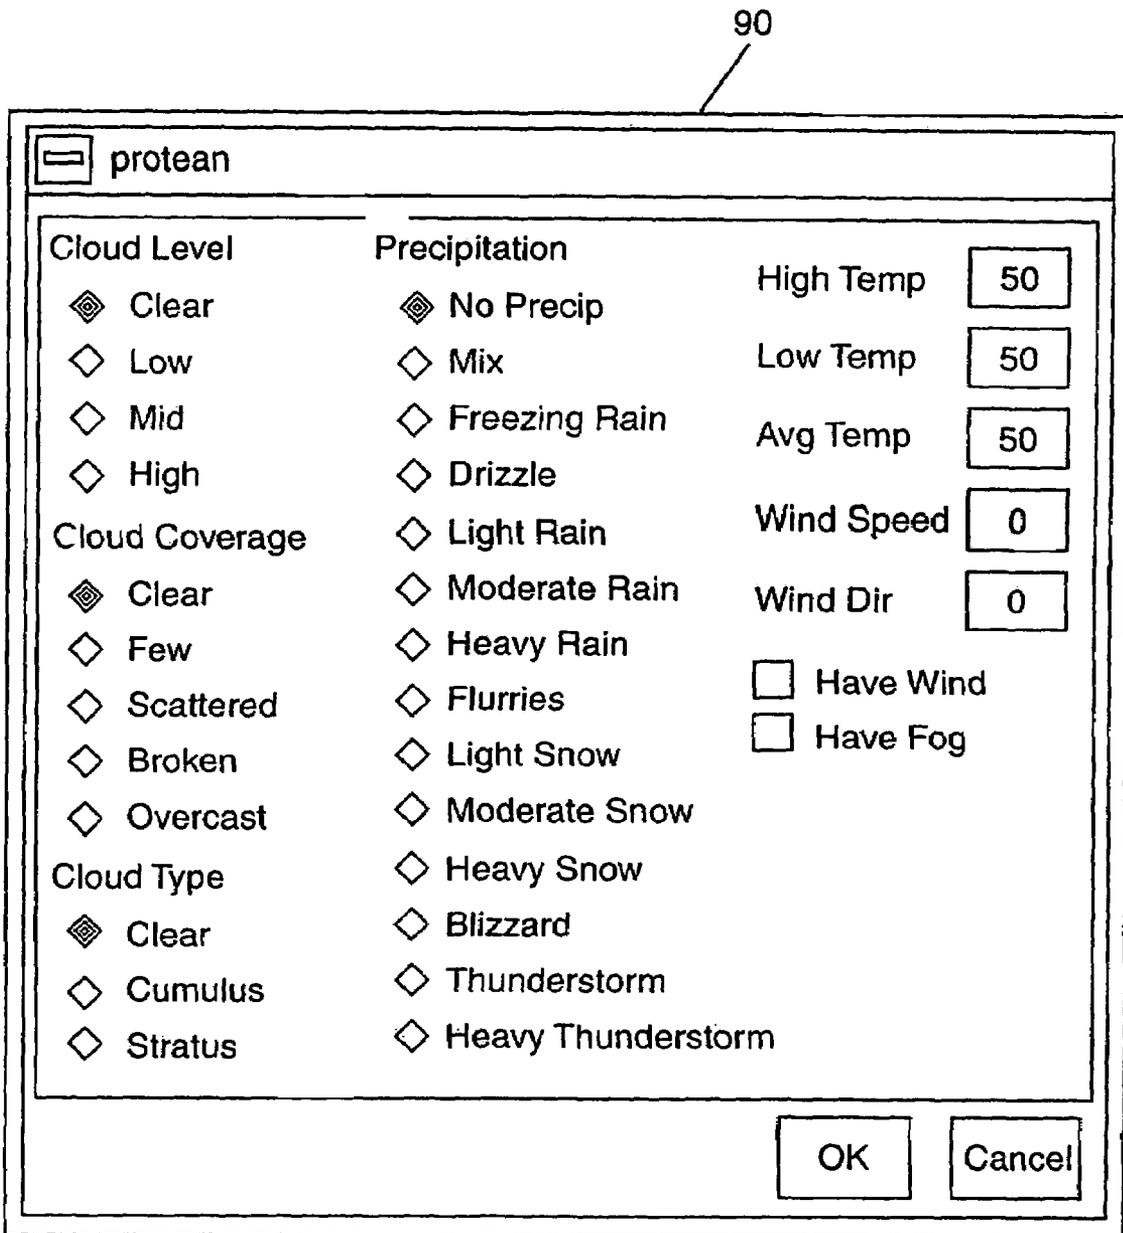 90
protean
Cloud Level
Clear
Low
Mid
High
Cloud Coverage
Clear
Few
Scattered
Broken
Overcast
Cloud Type
Clear
Cumulus
Stratus
Precipitation
No Precip
Mix
Freezing Rain
Drizzle
Light Rain
Moderate Rain
Heavy Rain
Flurries
Light Snow
Moderate Snow
Heavy Snow
Blizzard
Thunderstorm
Heavy Thunderstorm
High Temp 50
Low Temp 50
Avg Temp 50
Wind Speed 0
Wind Dir 0
Have Wind
Have Fog
OK Cancel